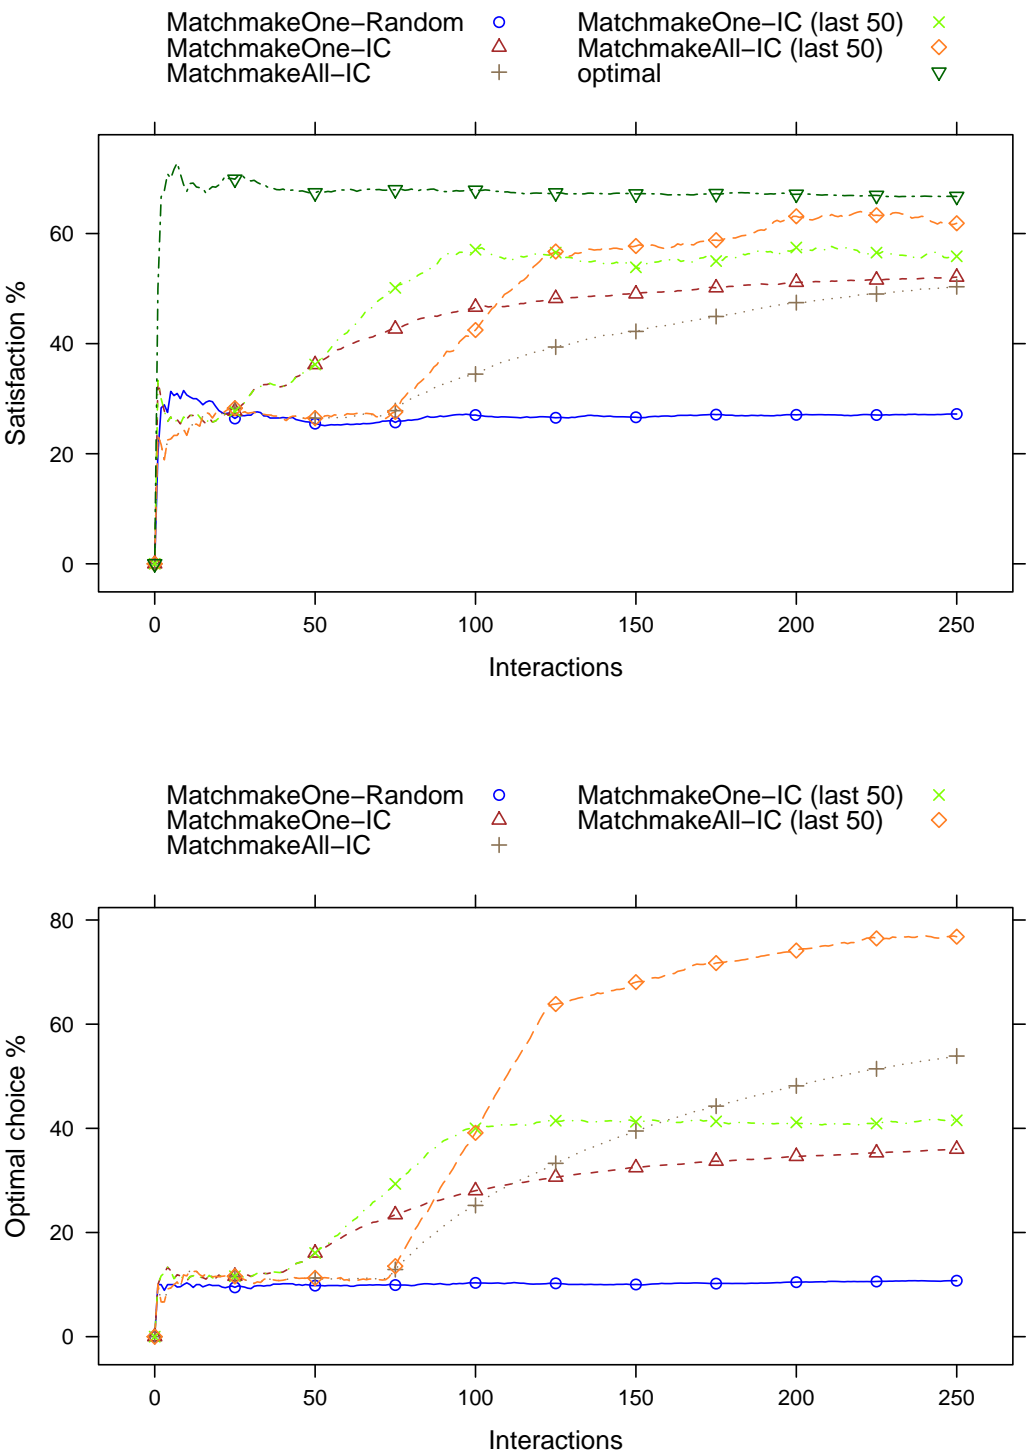 MatchmakeOne−Random MatchmakeOne−IC (last 50)
MatchmakeOne−IC MatchmakeAll−IC (last 50)
MatchmakeAll−IC optimal
60
40
20
0
Satisfaction %
0 50 100 150 200 250
Interactions
MatchmakeOne−Random MatchmakeOne−IC (last 50)
MatchmakeOne−IC MatchmakeAll−IC (last 50)
MatchmakeAll−IC
80
60
40
20
0
Optimal choice %
0 50 100 150 200 250
Interactions